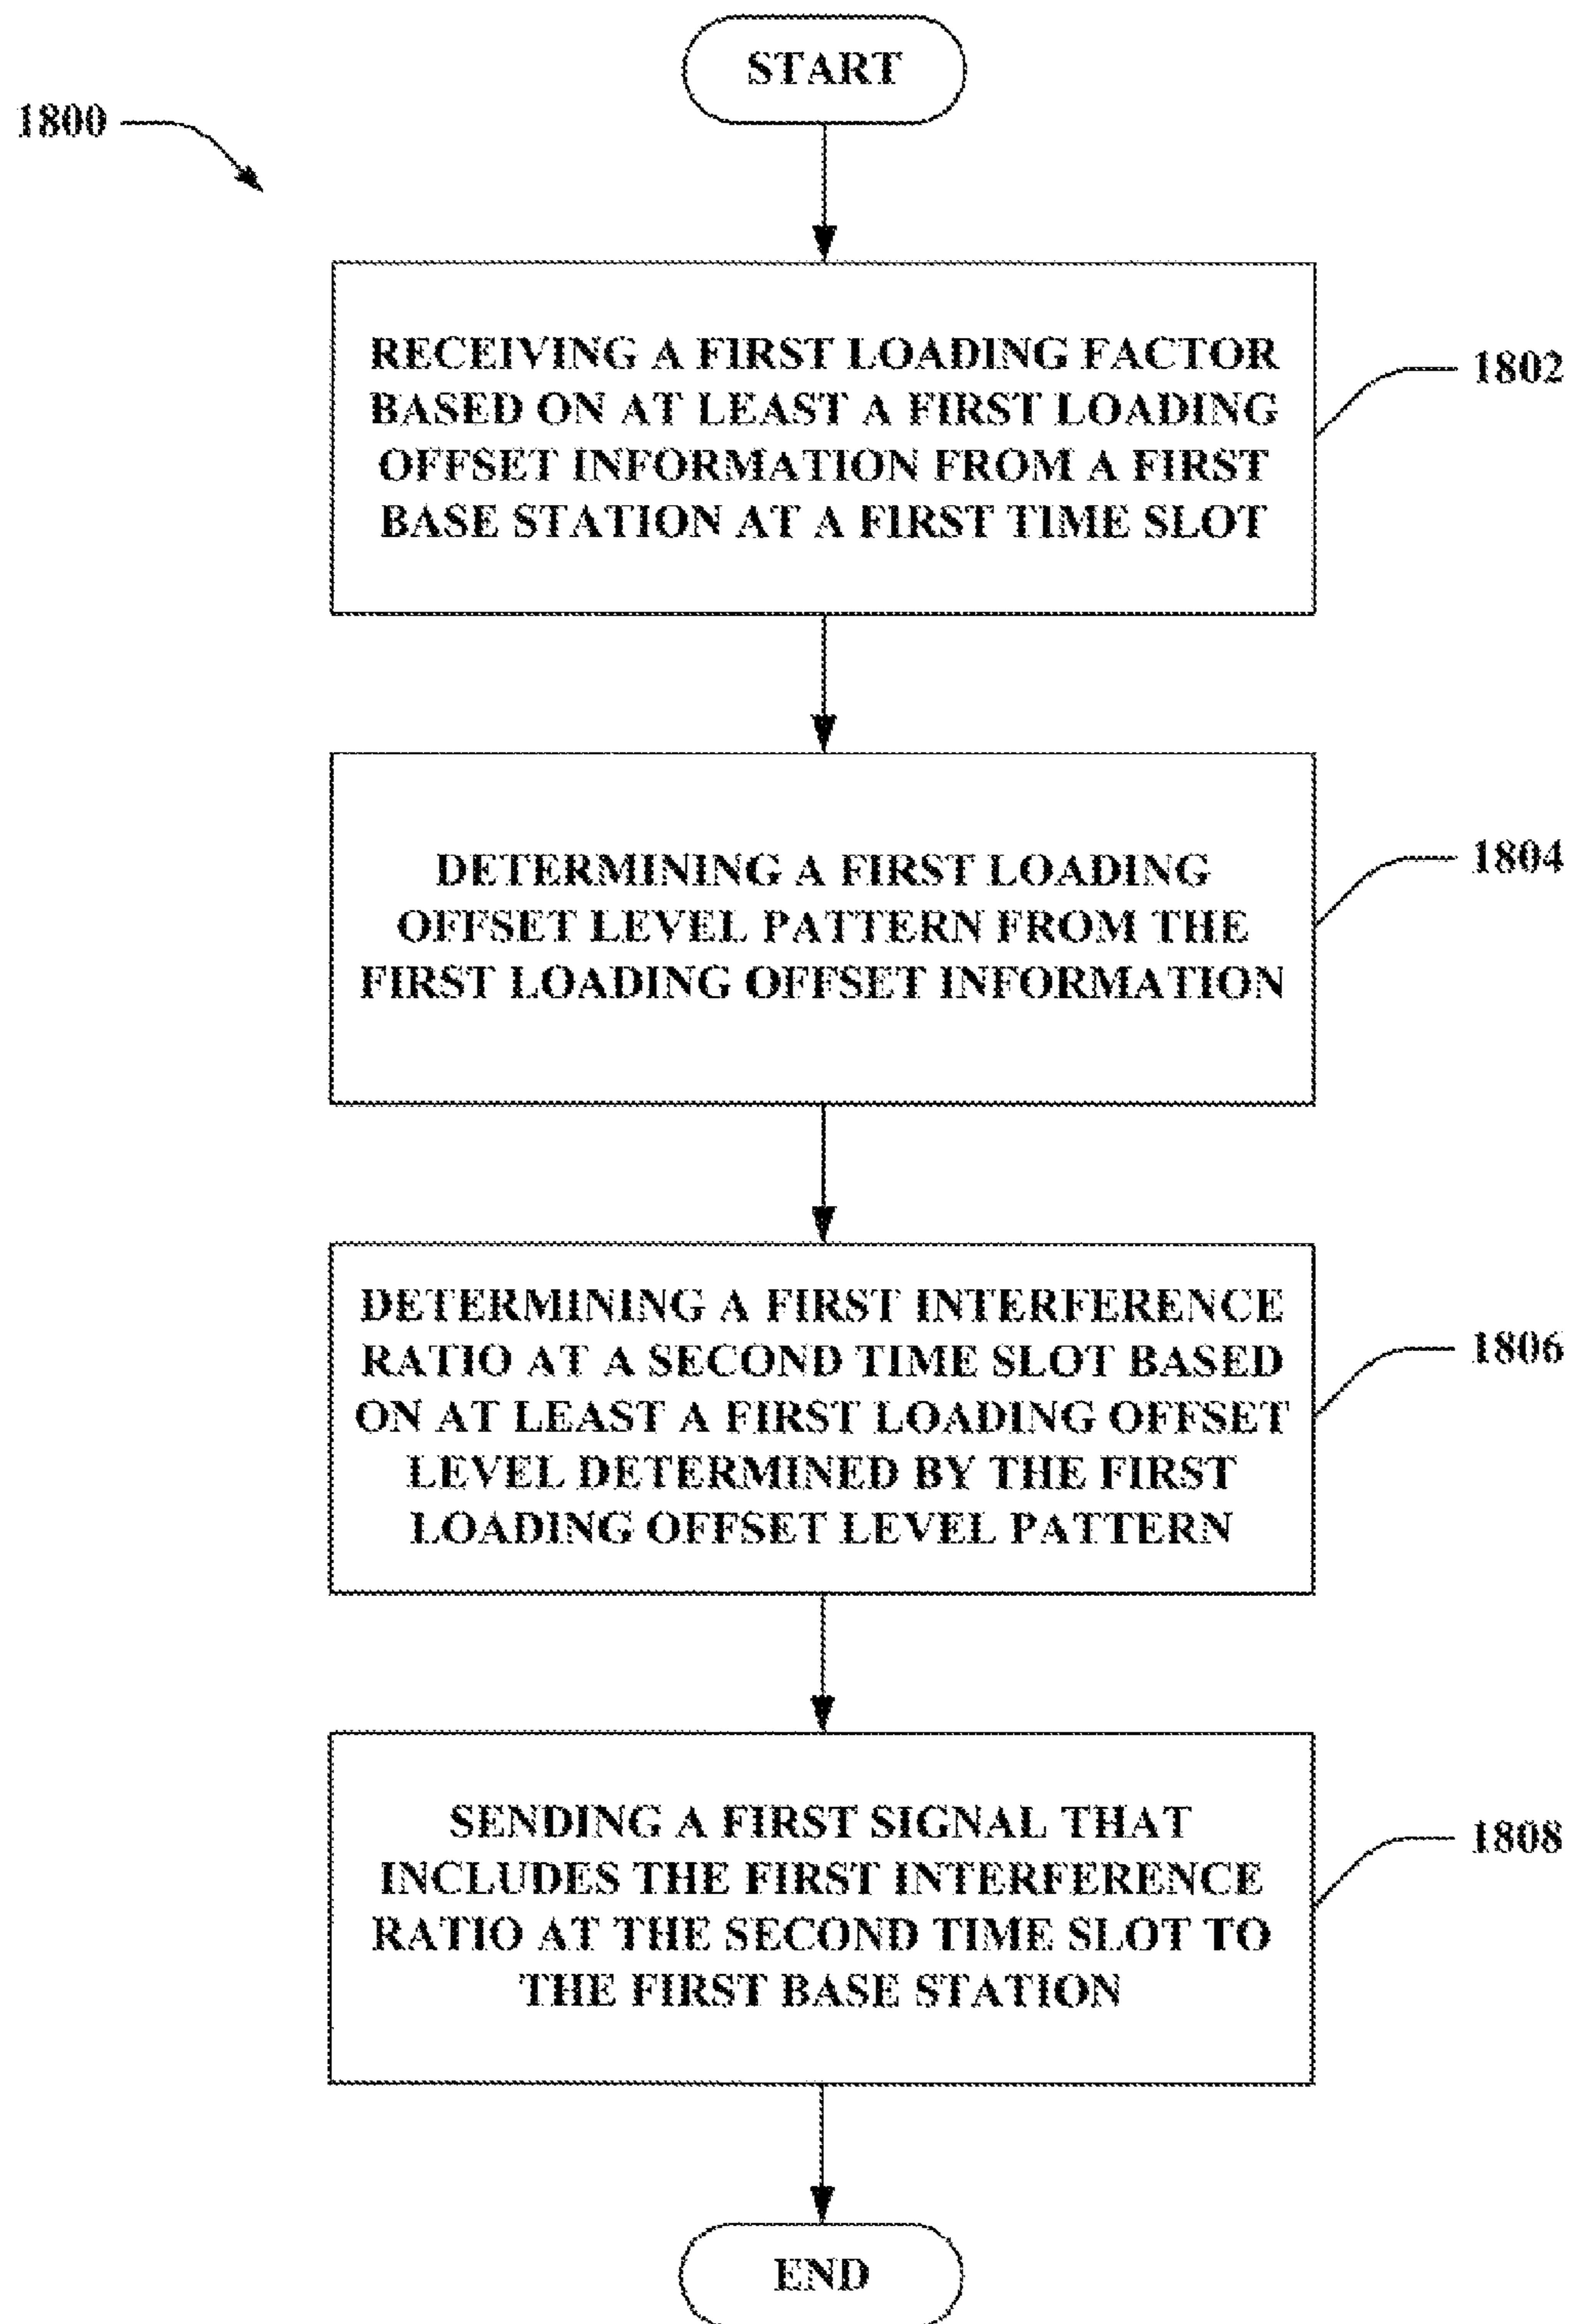 START
1800
RECEIVING A FIRST LOADING FACTOR
BASED ON AT LEAST A FIRST LOADING
OFFSET INFORMATION FROM A FIRST
BASE STATION AT A FIRST TIME SLOT
1802
DETERMINING A FIRST LOADING
OFFSET LEVEL PATTERN FROM THE
FIRST LOADING OFFSET INFORMATION
1804
DETERMINING A FIRST INTERFERENCE
RATIO AT A SECOND TIME SLOT BASED
ON AT LEAST A FIRST LOADING OFFSET
LEVEL DETERMINED BY THE FIRST
LOADING OFFSET LEVEL PATTERN
1806
SENDING A FIRST SIGNAL THAT
INCLUDES THE FIRST INTERFERENCE
RATIO AT THE SECOND TIME SLOT TO
THE FIRST BASE STATION
1808
END